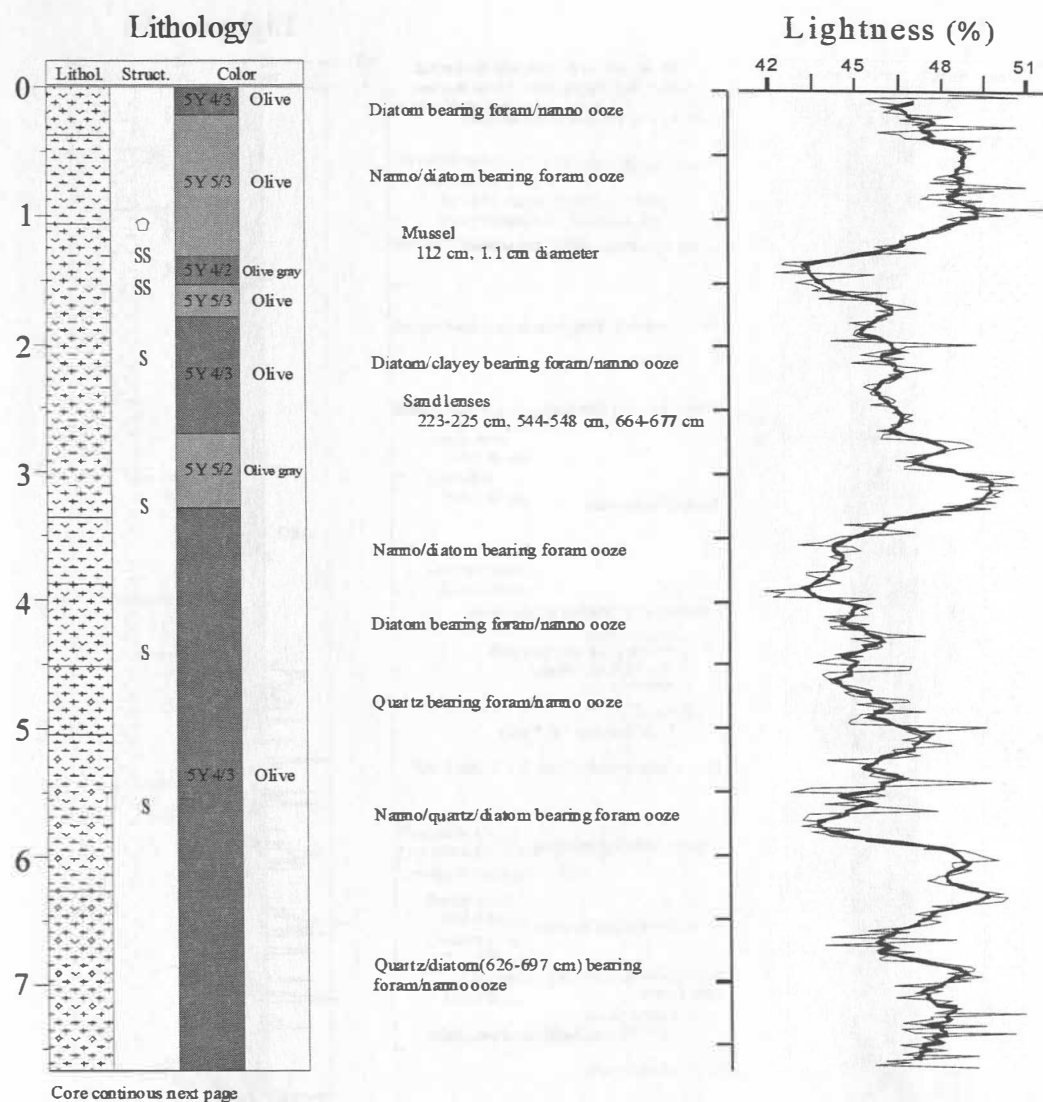 Lithology
Lightness (%)
Lithol. Struct. Color
42 45 48 51
0
5Y 4/3 Olive
Diatom bearing foram/nanno ooze
5Y 5/3 Olive
Nanno/diatom bearing foram ooze
1
Mussel
112 cm, 1.1 cm diameter
SS
5Y 4/2 Olive gray
SS
5Y 5/3 Olive
2
S
Diatom/clayey bearing foram/nanno ooze
5Y 4/3 Olive
Sand lenses
223-225 cm, 544-548 cm, 664-677 cm
3
5Y 5/2 Olive gray
S
Nanno/diatom bearing foram ooze
4
Diatom bearing foram/nanno ooze
S
Quartz bearing foram/nanno ooze
5
5Y 4/3 Olive
S
Nanno/quartz/diatom bearing foram ooze
6
Quartz/diatom(626-697 cm) bearing
foram/nanno ooze
7
Core continous next page